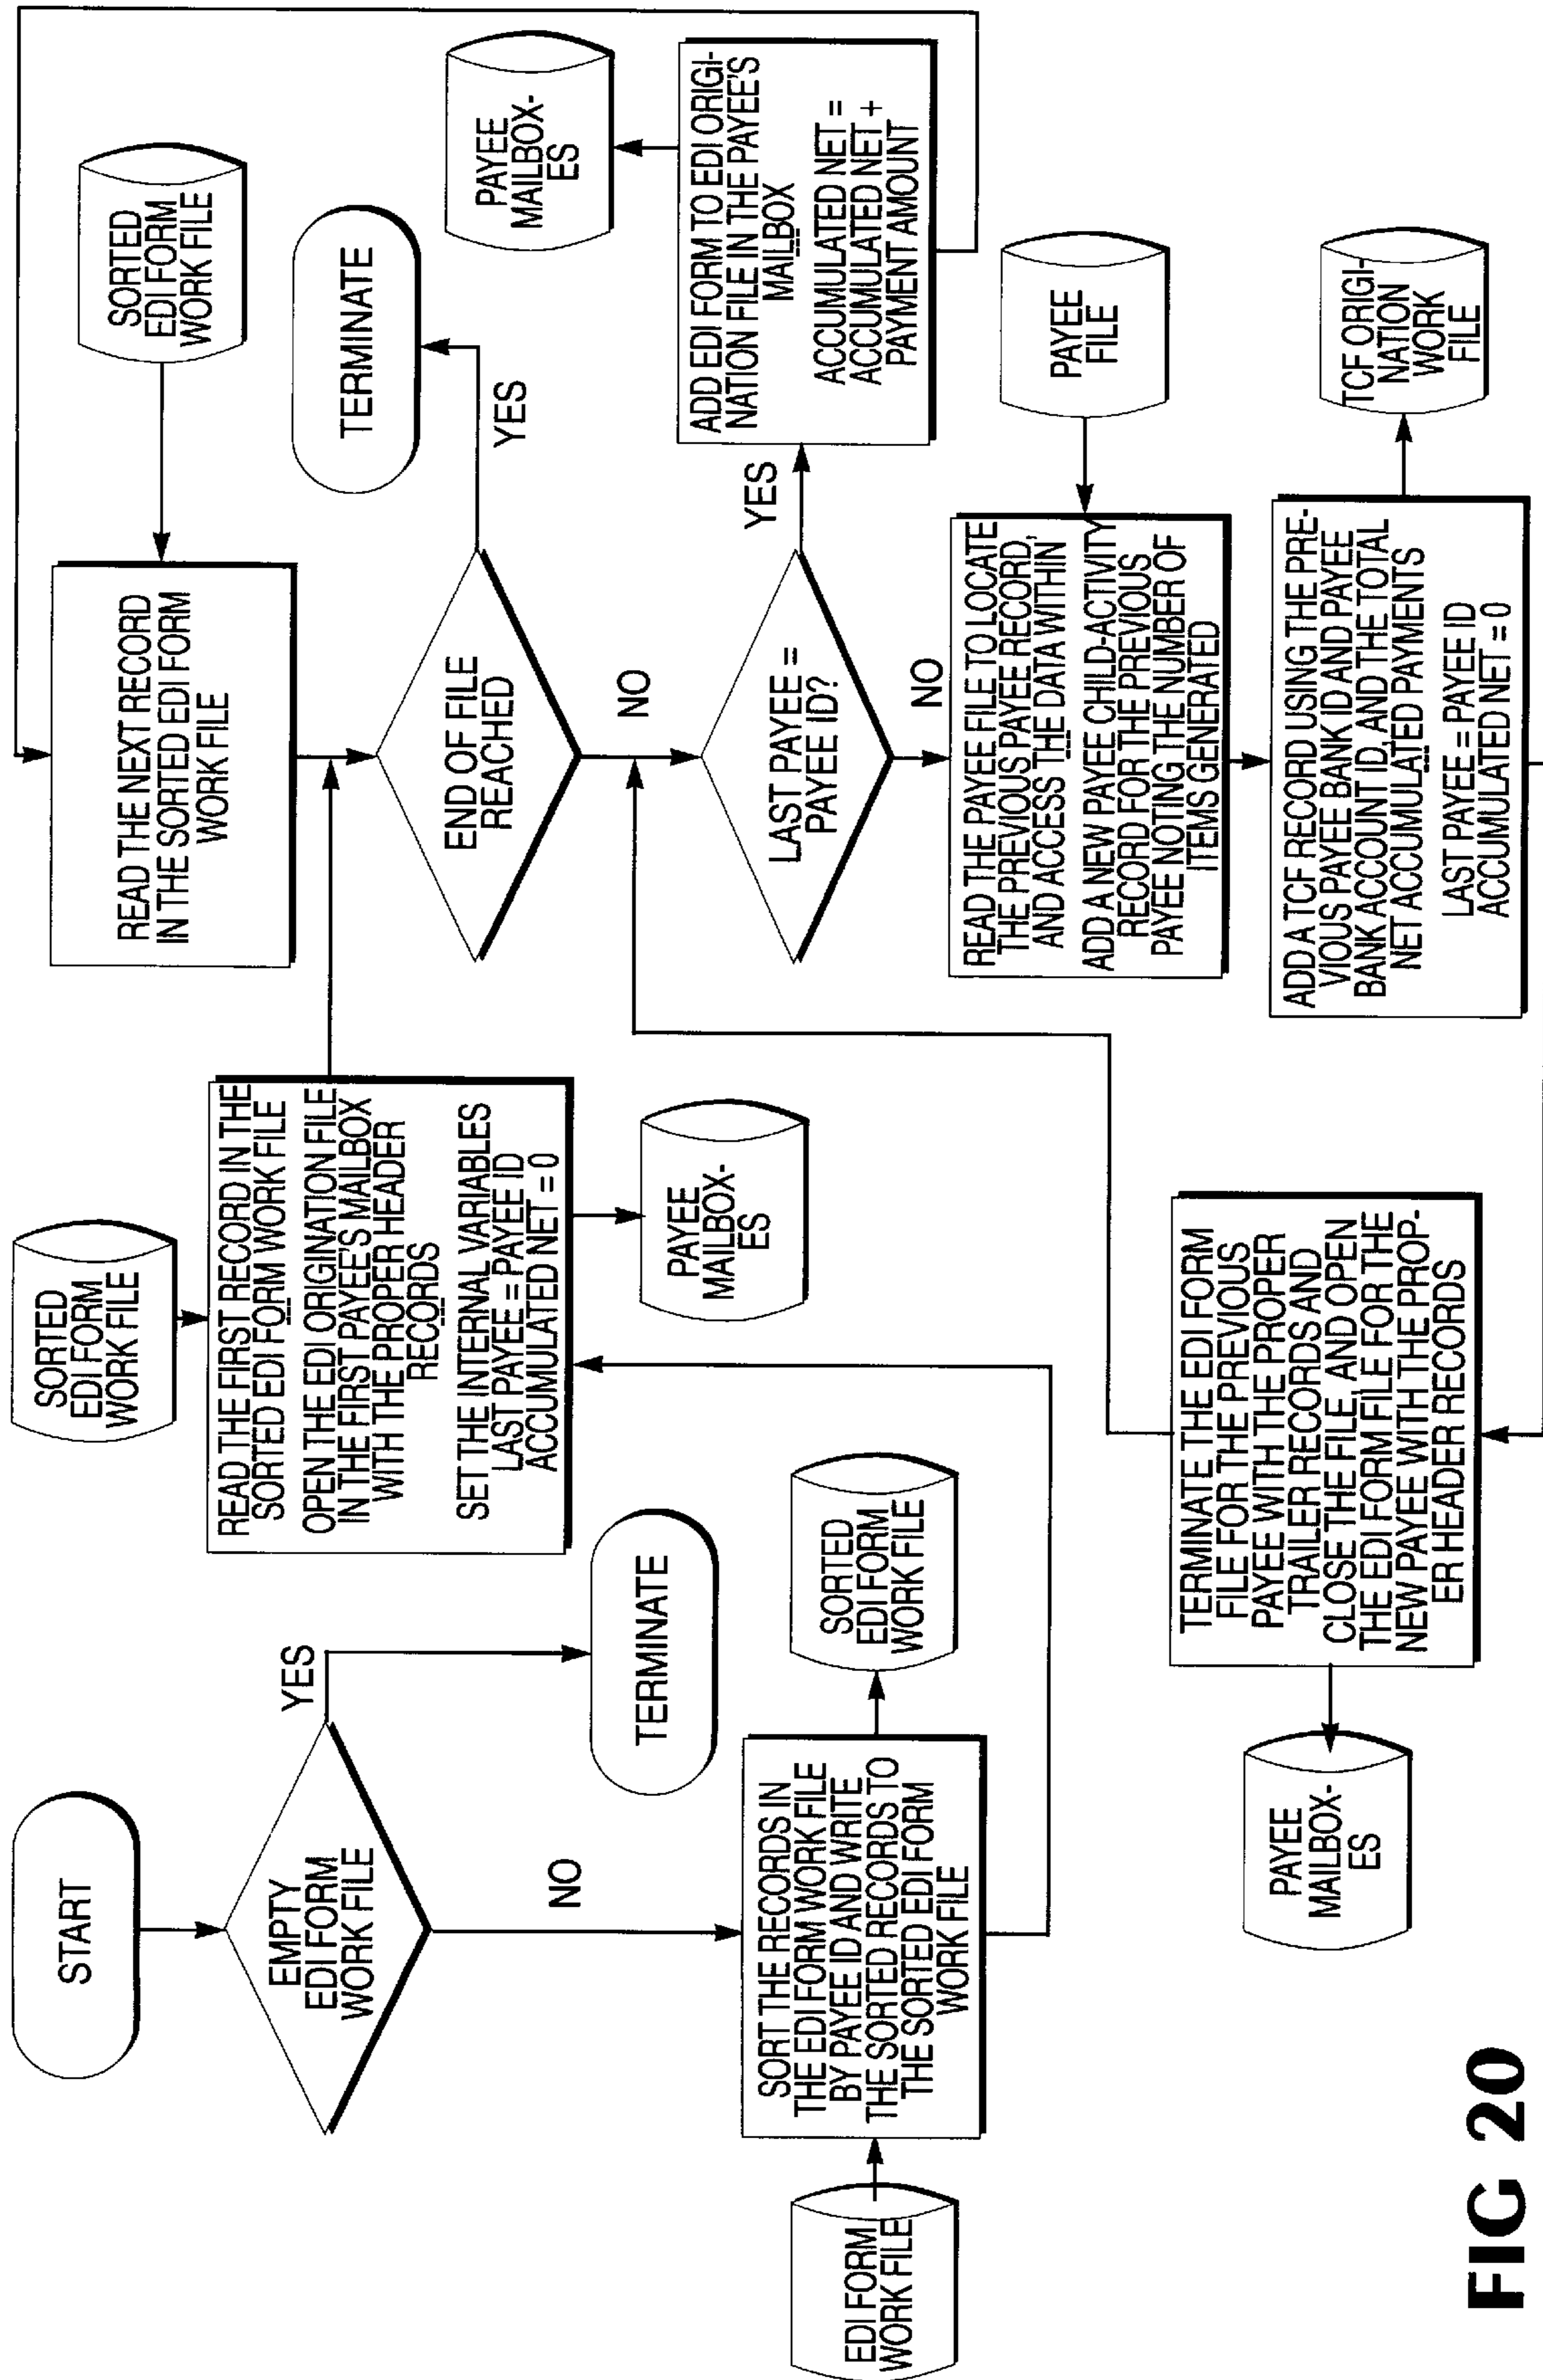 START
EMPTY
EDI FORM
WORK FILE
YES
TERMINATE
NO
EDI FORM
WORK FILE
SORT THE RECORDS IN
THE EDI FORM WORK FILE
BY PAYEE ID AND WRITE
THE SORTED RECORDS TO
THE SORTED EDI FORM
WORK FILE
SORTED
EDI FORM
WORK FILE
SORTED
EDI FORM
WORK FILE
READ THE FIRST RECORD IN THE
SORTED EDI FORM WORK FILE
OPEN THE EDI ORIGINATION FILE
IN THE FIRST PAYEE'S MAILBOX
WITH THE PROPER HEADER
RECORDS
SET THE INTERNAL VARIABLES
LAST PAYEE = PAYEE ID
ACCUMULATED NET = 0
PAYEE
MAILBOX-
ES
SORTED
EDI FORM
WORK FILE
READ THE NEXT RECORD
IN THE SORTED EDI FORM
WORK FILE
END OF FILE
REACHED
YES
TERMINATE
NO
LAST PAYEE =
PAYEE ID?
YES
ADD EDI FORM TO EDI ORIGI-
NATION FILE IN THE PAYEE'S
MAILBOX
ACCUMULATED NET =
ACCUMULATED NET +
PAYMENT AMOUNT
PAYEE
MAILBOX-
ES
NO
READ THE PAYEE FILE TO LOCATE
THE PREVIOUS PAYEE RECORD,
AND ACCESS THE DATA WITHIN
ADD A NEW PAYEE CHILD-ACTIVITY
RECORD FOR THE PREVIOUS
PAYEE NOTING THE NUMBER OF
ITEMS GENERATED
PAYEE
FILE
ADD A TCF RECORD USING THE PRE-
VIOUS PAYEE BANK ID AND PAYEE
BANK ACCOUNT ID, AND THE TOTAL
NET ACCUMULATED PAYMENTS
LAST PAYEE = PAYEE ID
ACCUMULATED NET = 0
TCF ORIGI-
NATION
WORK
FILE
TERMINATE THE EDI FORM
FILE FOR THE PREVIOUS
PAYEE WITH THE PROPER
TRAILER RECORDS AND
CLOSE THE FILE, AND OPEN
THE EDI FORM FILE FOR THE
NEW PAYEE WITH THE PROP-
ER HEADER RECORDS
PAYEE
MAILBOX-
ES
FIG 20